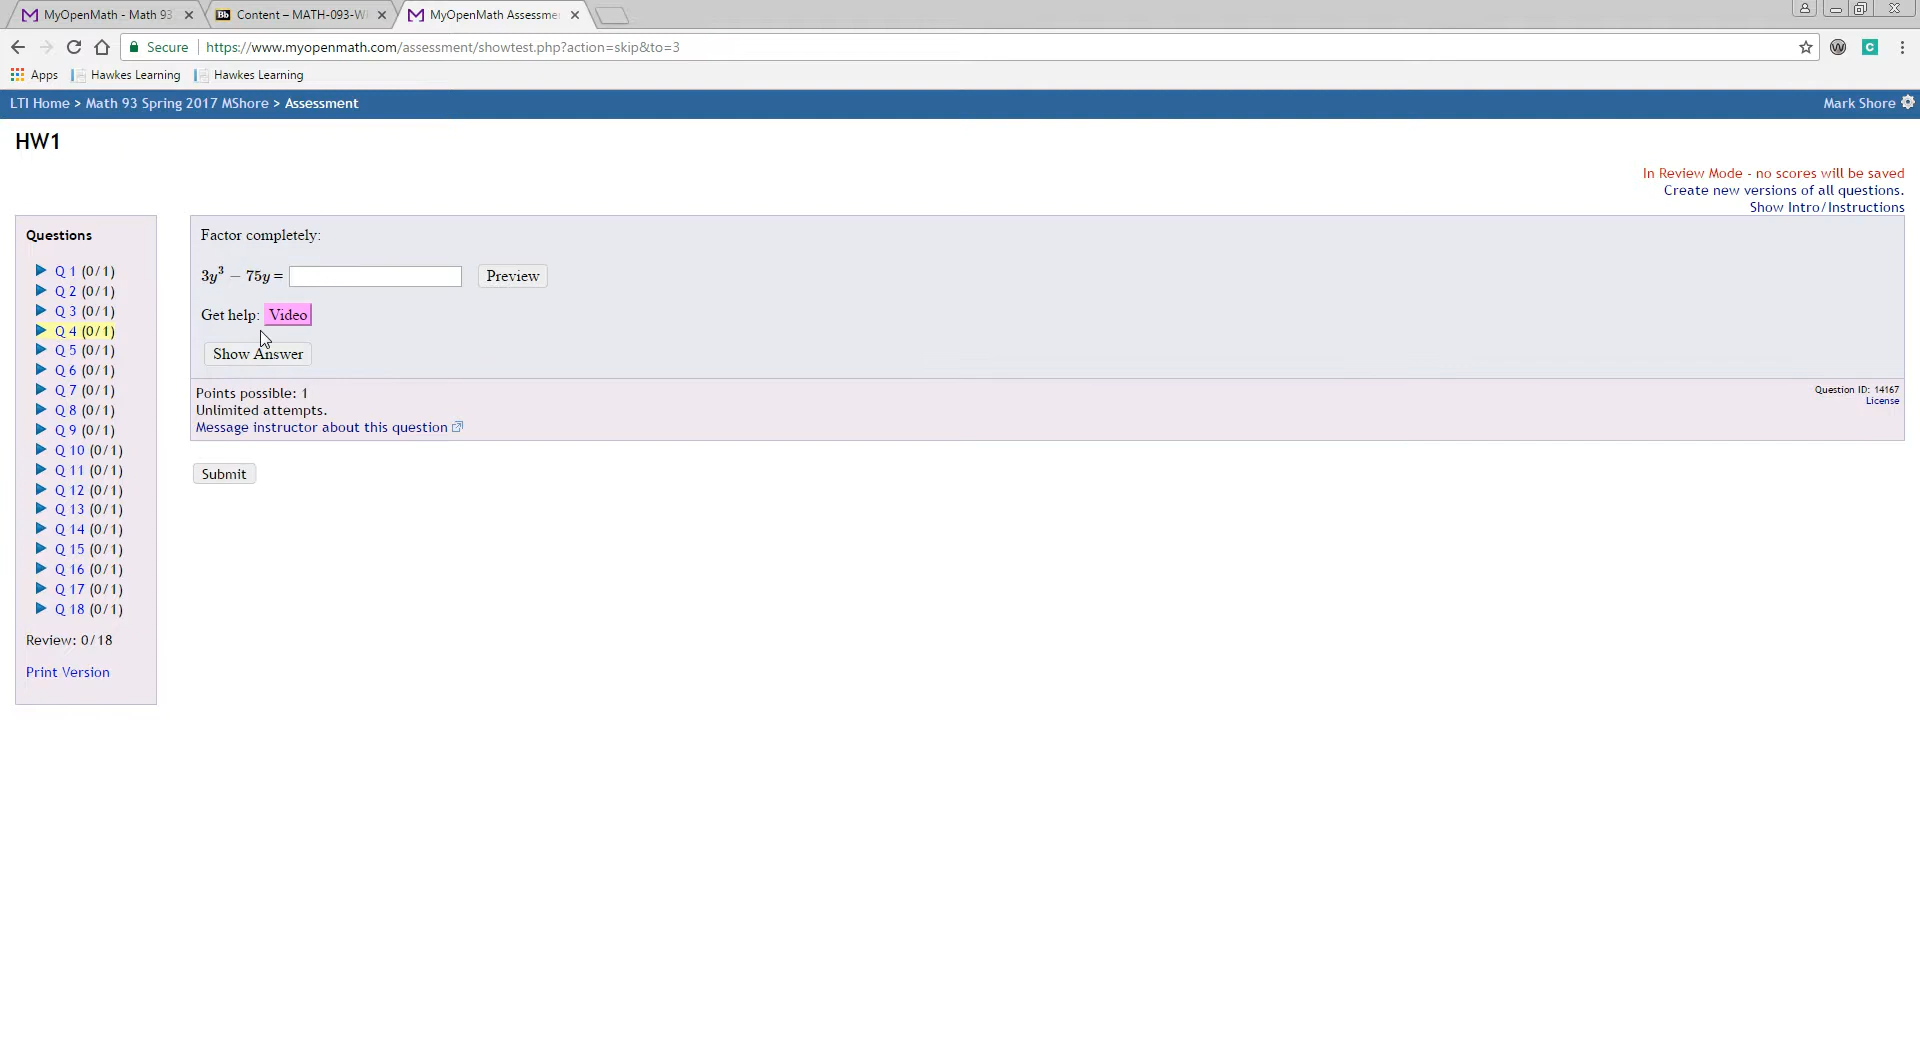 MyOpenMath - Math 93
Content – MATH-093-W
MyOpenMath Assessme
Secure
https://www.myopenmath.com/assessment/showtest.php?action=skip&to=3
Apps
Hawkes Learning
Hawkes Learning
LTI Home > Math 93 Spring 2017 MShore > Assessment
Mark Shore
HW1
In Review Mode - no scores will be saved
Create new versions of all questions.
Show Intro/Instructions
Questions
Q 1 (0/1)
Q 2 (0/1)
Q 3 (0/1)
Q 4 (0/1)
Q 5 (0/1)
Q 6 (0/1)
Q 7 (0/1)
Q 8 (0/1)
Q 9 (0/1)
Q 10 (0/1)
Q 11 (0/1)
Q 12 (0/1)
Q 13 (0/1)
Q 14 (0/1)
Q 15 (0/1)
Q 16 (0/1)
Q 17 (0/1)
Q 18 (0/1)
Review: 0/18
Print Version
Factor completely:
3y³ − 75y = Preview
Get help: Video
Show Answer
Points possible: 1
Unlimited attempts.
Message instructor about this question
Question ID: 14167
License
Submit